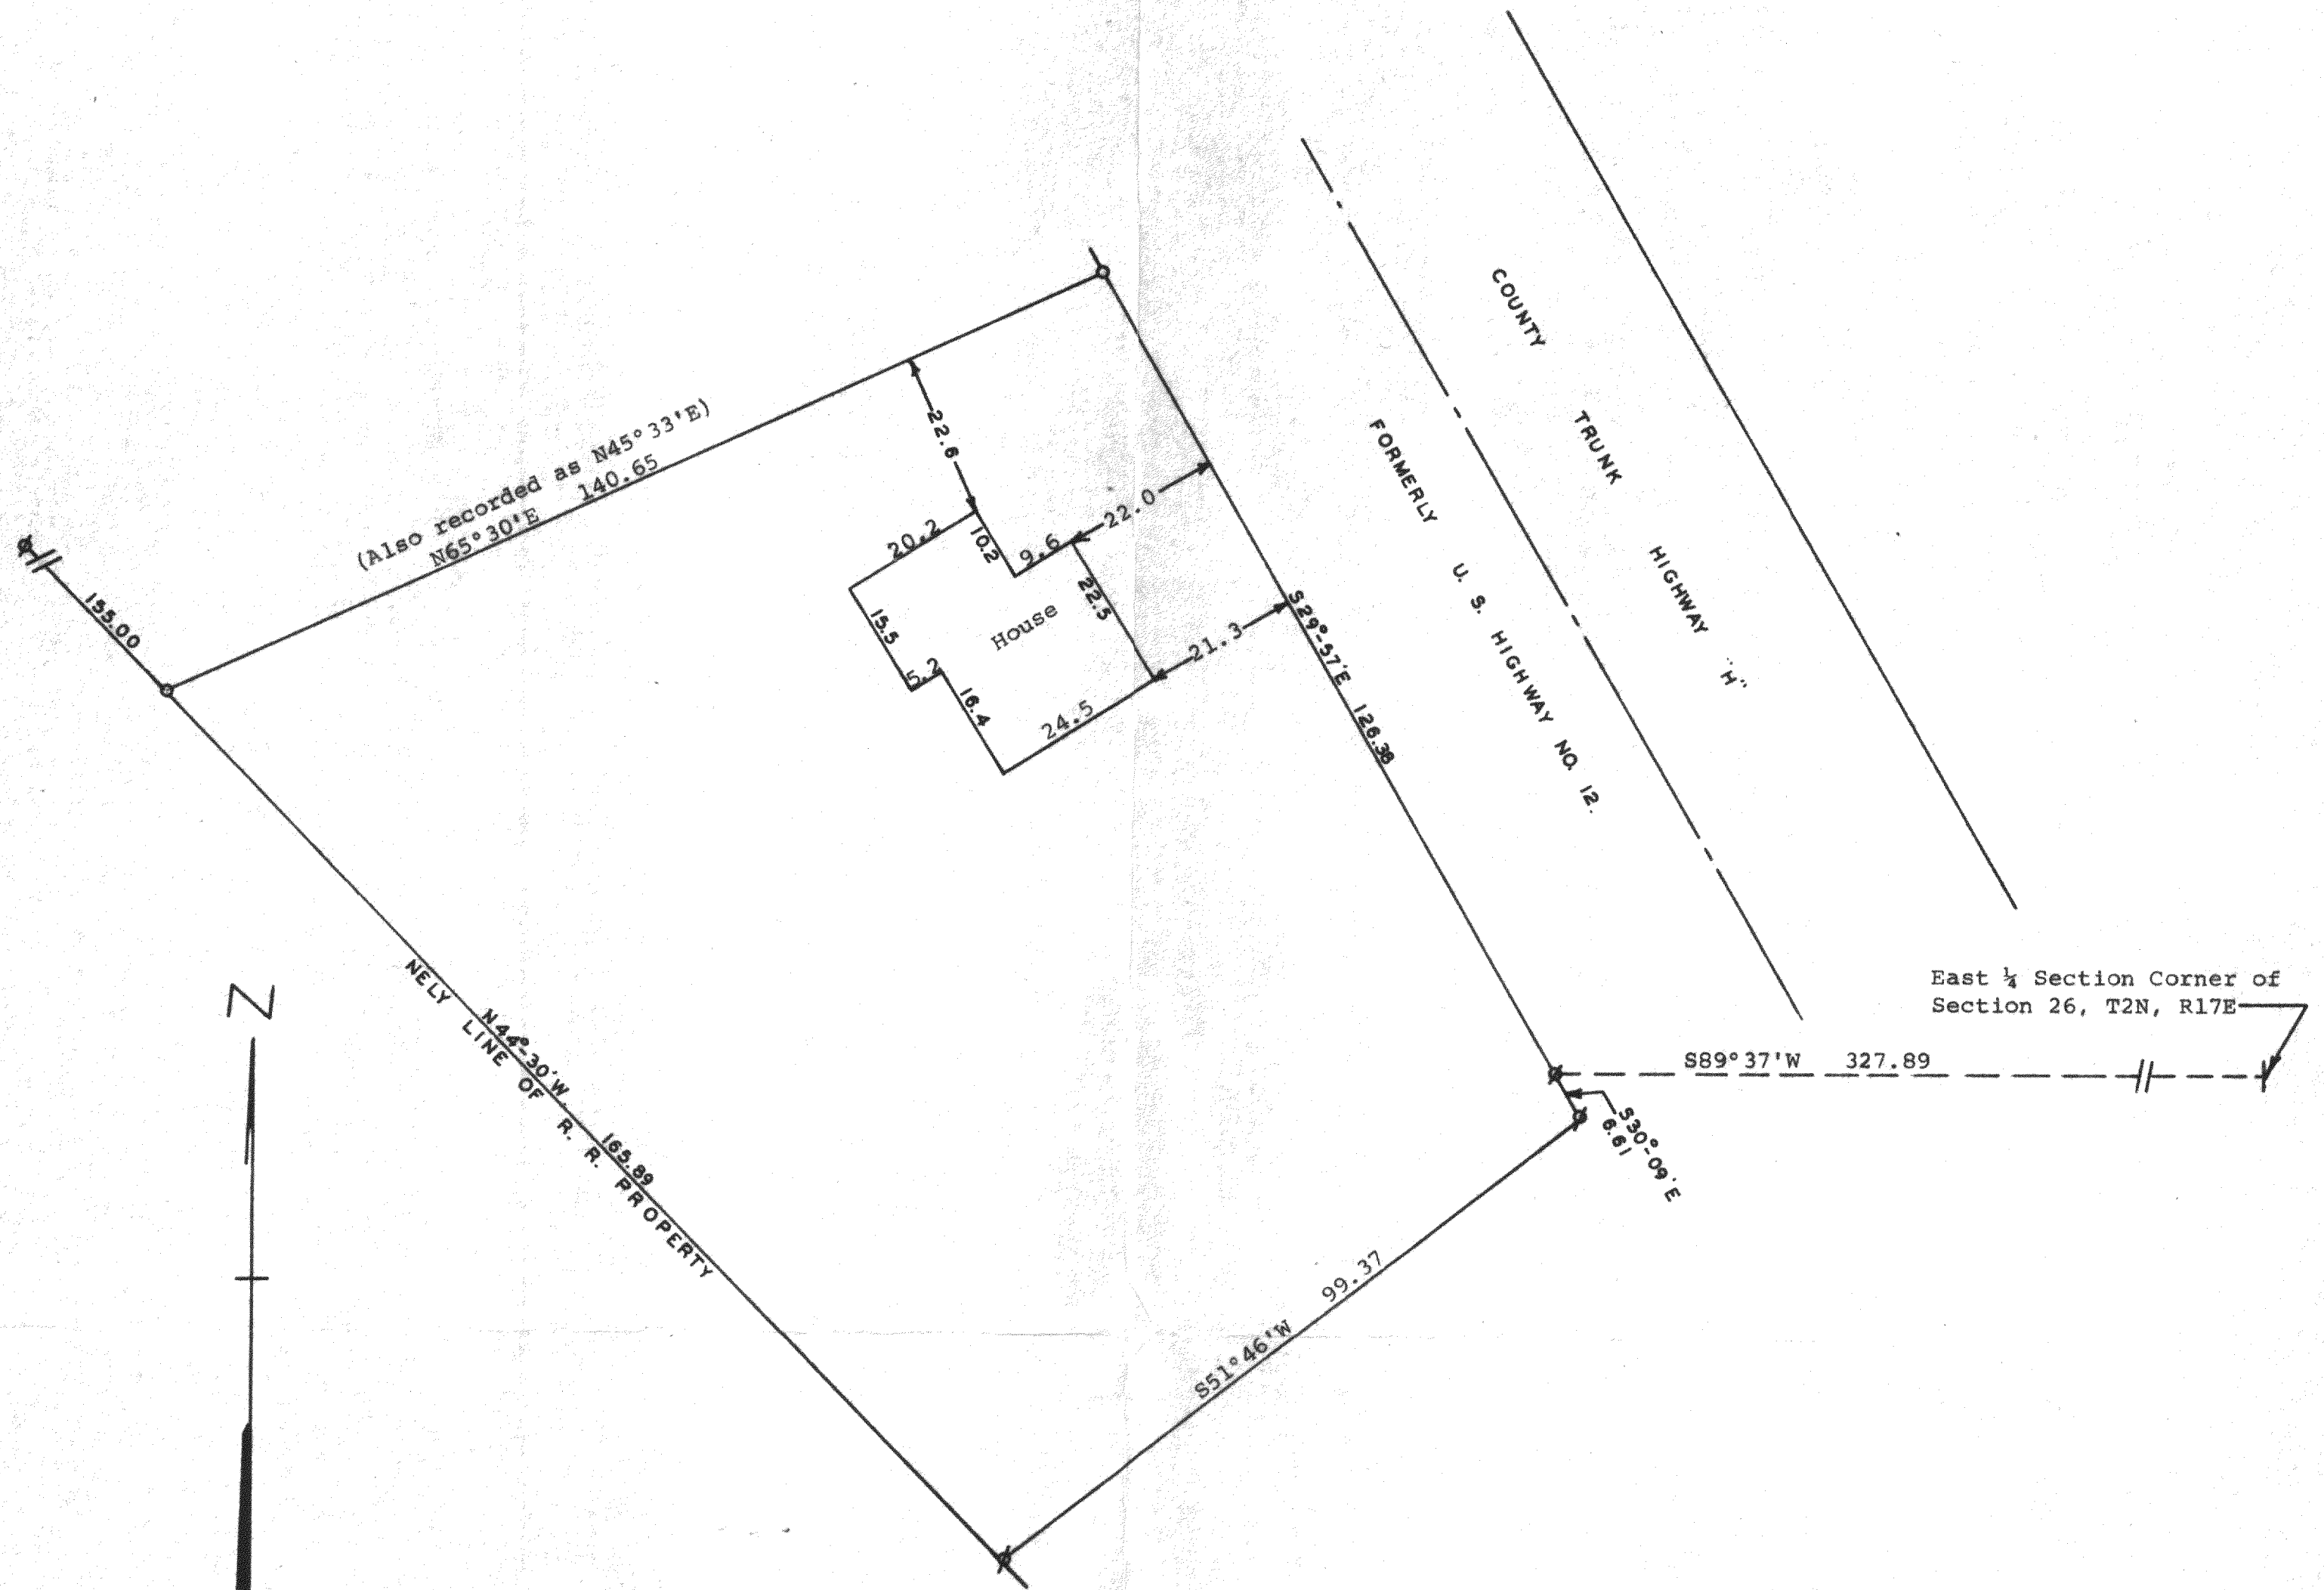 COUNTY TRUNK HIGHWAY "H"
FORMERLY U. S. HIGHWAY NO. 12.
(Also recorded as N45°33'E)
N65°30'E 140.65
155.00
22.6
22.0
20.2
10.2
9.6
22.5
15.5
House
5.2
16.4
24.5
21.3
S29°-57'E 126.38
N44°-30'W. 165.89
NELY LINE OF R. R. PROPERTY
N
East ¼ Section Corner of
Section 26, T2N, R17E
S89°37'W 327.89
S30°-09'E
6.61
S51°46'W 99.37